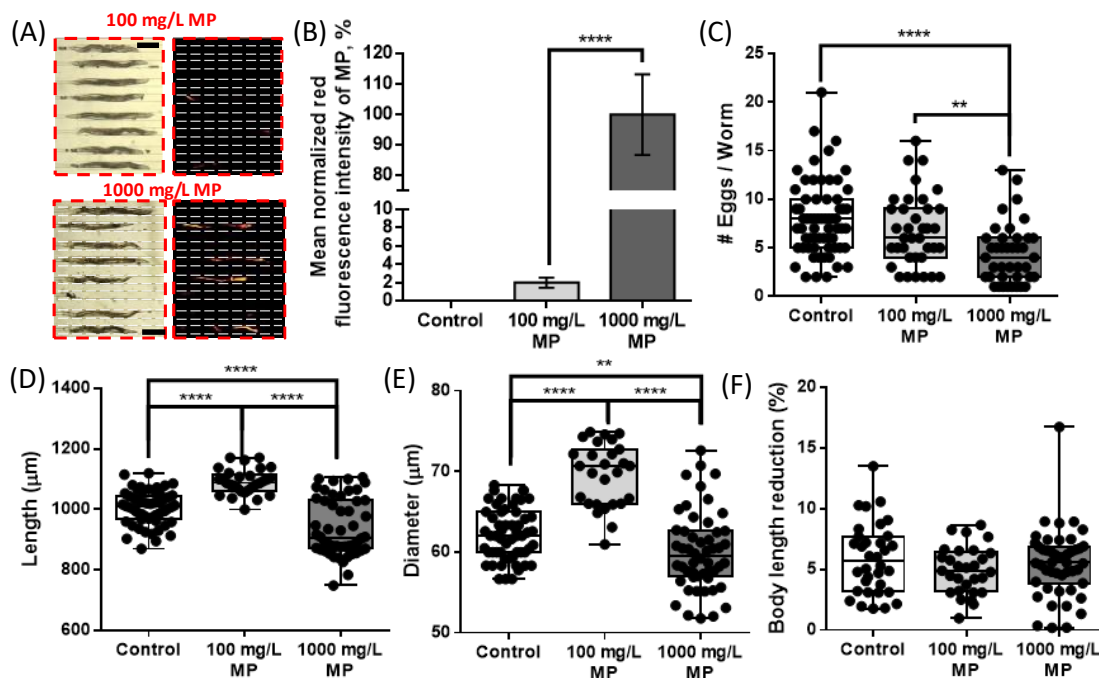 (A)
100 mg/L MP
1000 mg/L MP
(B)
Mean normalized red
fluorescence intensity of MP, %
120
110
100
90
80
10
8
6
4
2
0
****
Control
100 mg/L
MP
1000 mg/L
MP
(C)
# Eggs / Worm
25
20
15
10
5
0
****
**
Control
100 mg/L
MP
1000 mg/L
MP
(D)
Length (μm)
1400
1200
1000
800
600
****
****
****
Control
100 mg/L
MP
1000 mg/L
MP
(E)
Diameter (μm)
80
70
60
50
**
****
****
Control
100 mg/L
MP
1000 mg/L
MP
(F)
Body length reduction (%)
20
15
10
5
0
Control
100 mg/L
MP
1000 mg/L
MP